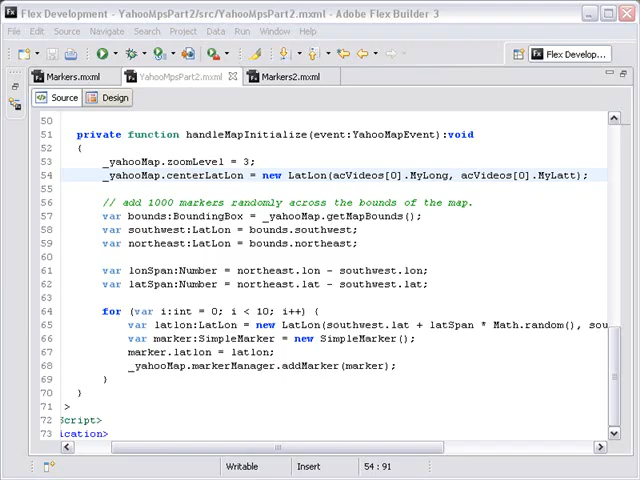 Flex Development - YahooMpsPart2/src/YahooMpsPart2.mxml - Adobe Flex Builder 3
File Edit Source Navigate Search Project Data Run Window Help
Flex Develop...
Markers.mxml YahooMpsPart2.mxml Markers2.mxml
Source Design
50
51 private function handleMapInitialize(event:YahooMapEvent):void
52 {
53 _yahooMap.zoomLevel = 3;
54 _yahooMap.centerLatLon = new LatLon(acVideos[0].MyLong, acVideos[0].MyLatt);
55
56 // add 1000 markers randomly across the bounds of the map.
57 var bounds:BoundingBox = _yahooMap.getMapBounds();
58 var southwest:LatLon = bounds.southwest;
59 var northeast:LatLon = bounds.northeast;
60
61 var lonSpan:Number = northeast.lon - southwest.lon;
62 var latSpan:Number = northeast.lat - southwest.lat;
63
64 for (var i:int = 0; i < 10; i++) {
65 var latlon:LatLon = new LatLon(southwest.lat + latSpan * Math.random(), sou
66 var marker:SimpleMarker = new SimpleMarker();
67 marker.latlon = latlon;
68 _yahooMap.markerManager.addMarker(marker);
69 }
70 }
71 >
72 Script>
73 ication>
Writable Insert 54 : 91